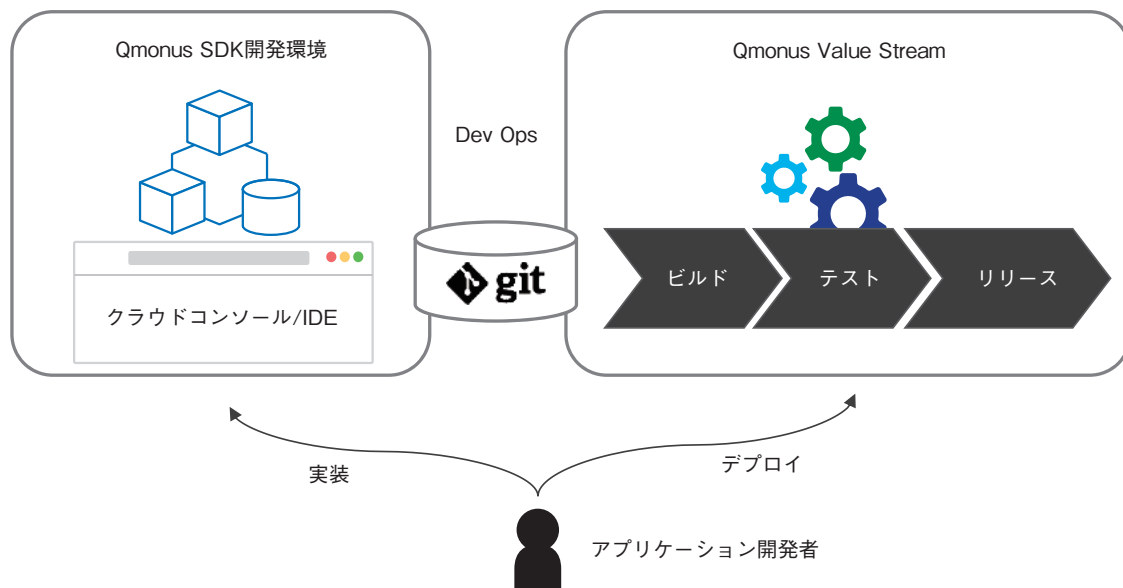 Qmonus SDK開発環境
Qmonus Value Stream
Dev Ops
git
クラウドコンソール/IDE
ビルド
テスト
リリース
実装
デプロイ
アプリケーション開発者